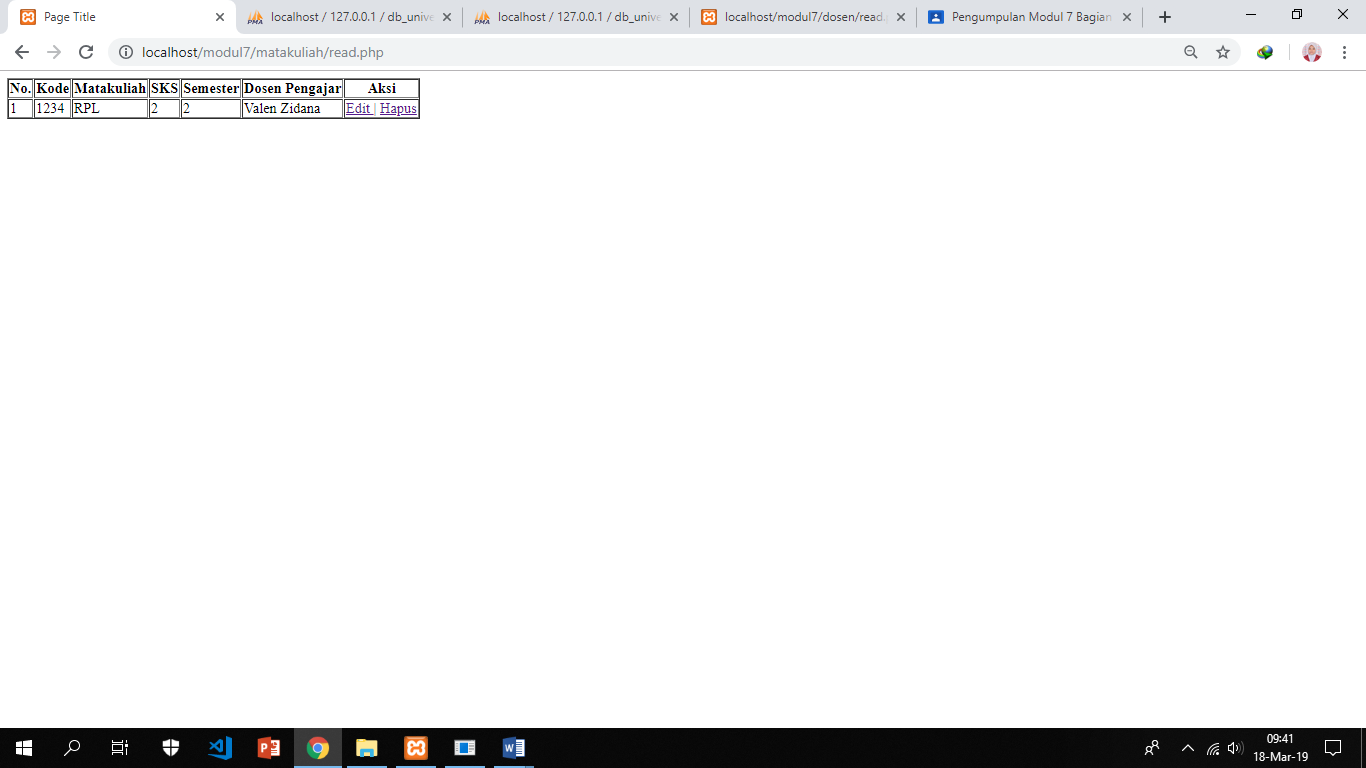 Page Title
localhost / 127.0.0.1 / db_unive
localhost / 127.0.0.1 / db_unive
localhost/modul7/dosen/read.p
Pengumpulan Modul 7 Bagian
localhost/modul7/matakuliah/read.php
No. Kode Matakuliah SKS Semester Dosen Pengajar Aksi
1 1234 RPL 2 2 Valen Zidana Edit | Hapus
09:41
18-Mar-19